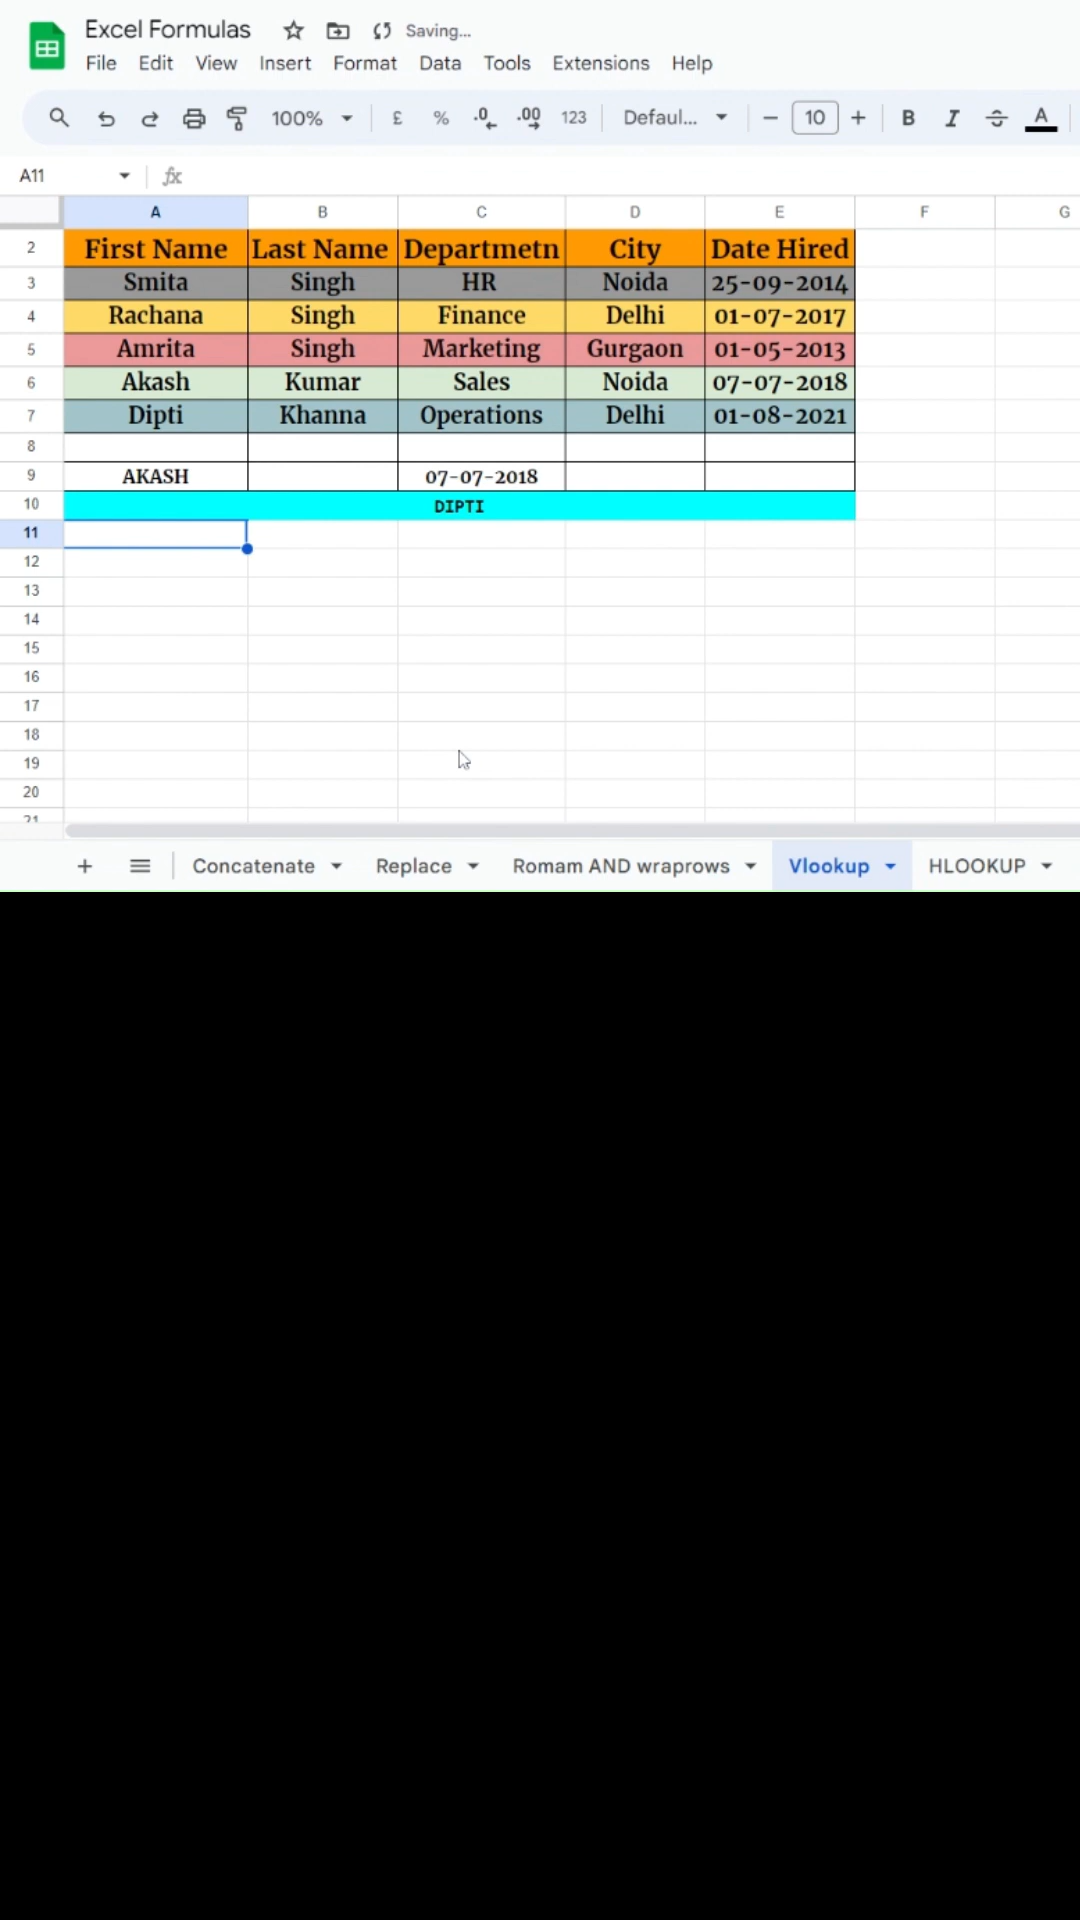 Excel Formulas Saving...
File Edit View Insert Format Data Tools Extensions Help
100% £ % .0 .00 123 Defaul... − 10 + B I S A
A11 fx
A B C D E F G
2 First Name Last Name Departmetn City Date Hired
3 Smita Singh HR Noida 25-09-2014
4 Rachana Singh Finance Delhi 01-07-2017
5 Amrita Singh Marketing Gurgaon 01-05-2013
6 Akash Kumar Sales Noida 07-07-2018
7 Dipti Khanna Operations Delhi 01-08-2021
8
9 AKASH 07-07-2018
10 DIPTI
11
12
13
14
15
16
17
18
19
20
21
+ Concatenate Replace Romam AND wraprows Vlookup HLOOKUP